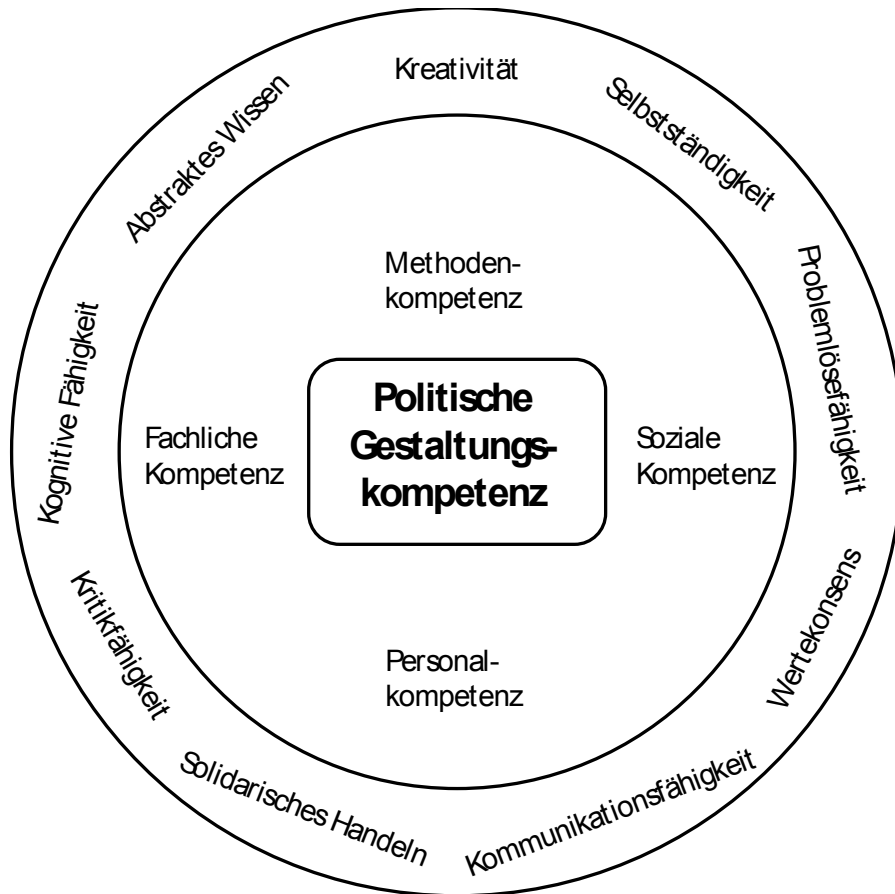 Kreativität
Selbstständigkeit
Problemlösefähigkeit
Wertekonsens
Kommunikationsfähigkeit
Solidarisches Handeln
Kritikfähigkeit
Kognitive Fähigkeit
Abstraktes Wissen
Methoden-
kompetenz
Fachliche
Kompetenz
Politische
Gestaltungs-
kompetenz
Soziale
Kompetenz
Personal-
kompetenz